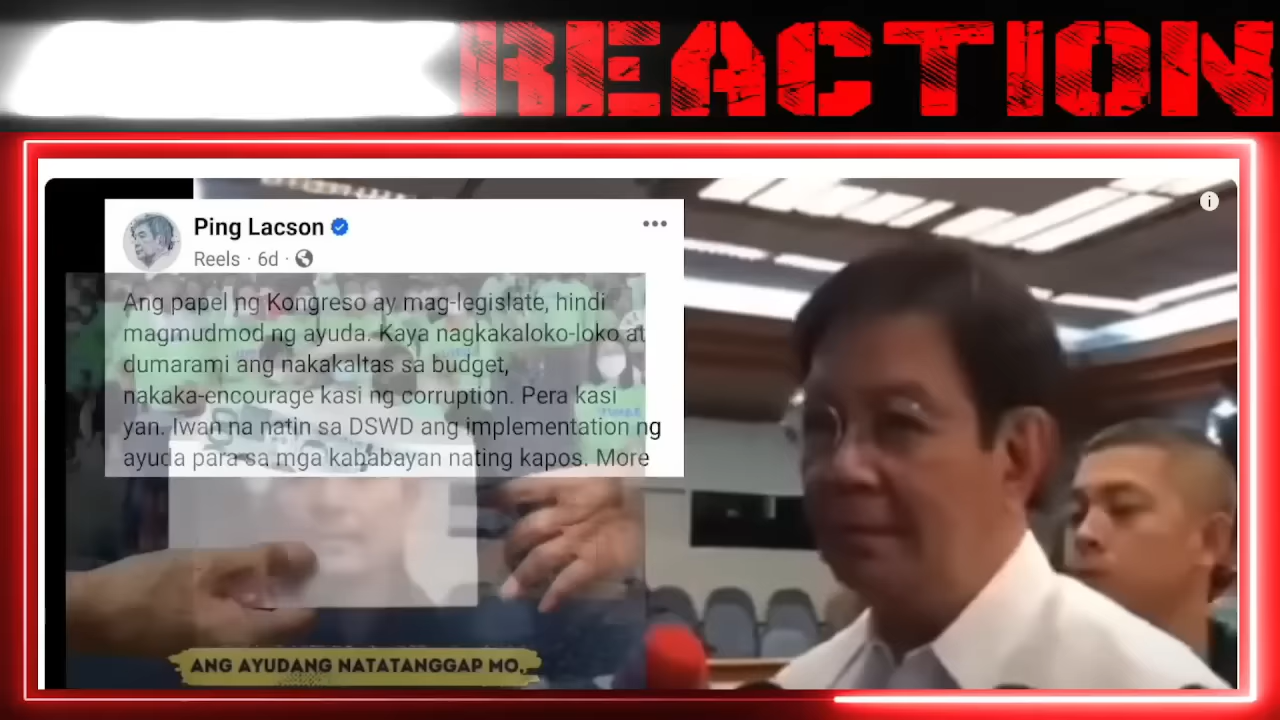 REACTION
Ping Lacson
Reels · 6d ·
Ang papel ng Kongreso ay mag-legislate, hindi
magmudmod ng ayuda. Kaya nagkakaloko-loko at
dumarami ang nakakaltas sa budget,
nakaka-encourage kasi ng corruption. Pera kasi
yan. Iwan na natin sa DSWD ang implementation ng
ayuda para sa mga kababayan nating kapos. More
ANG AYUDANG NATATANGGAP MO,